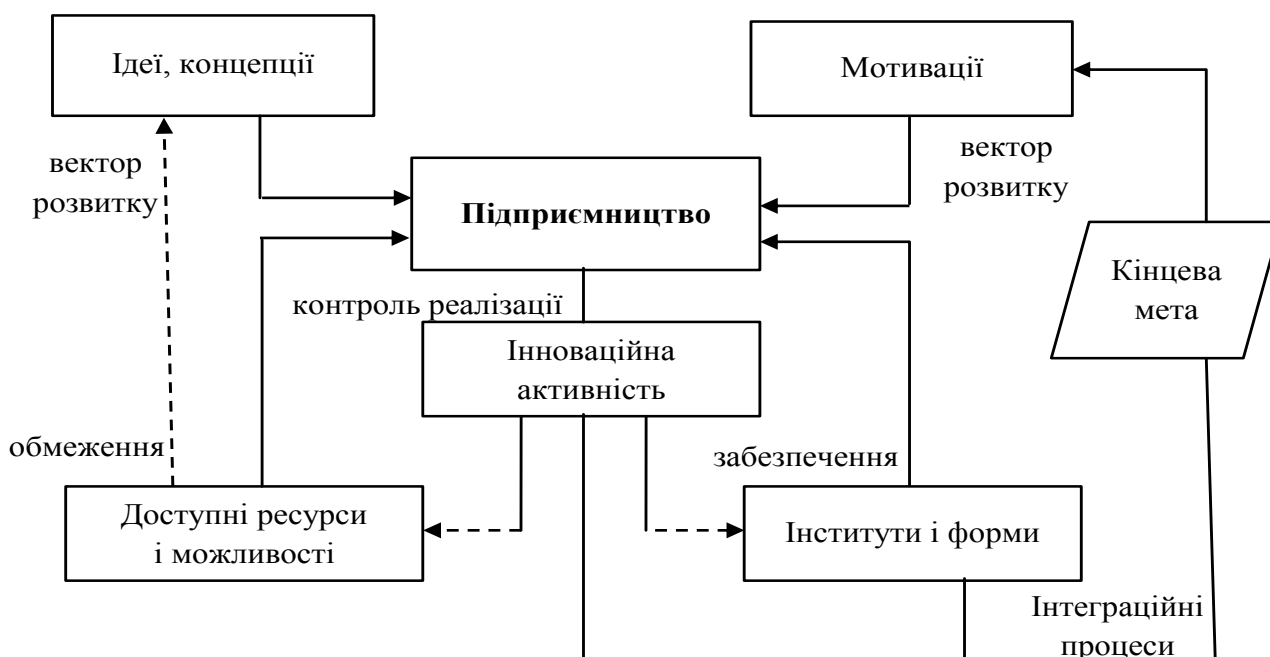 Ідеї, концепції
Мотивації
вектор
розвитку
вектор
розвитку
Підприємництво
Кінцева
мета
контроль реалізації
Інноваційна
активність
обмеження
забезпечення
Доступні ресурси
і можливості
Інститути і форми
Інтеграційні
процеси